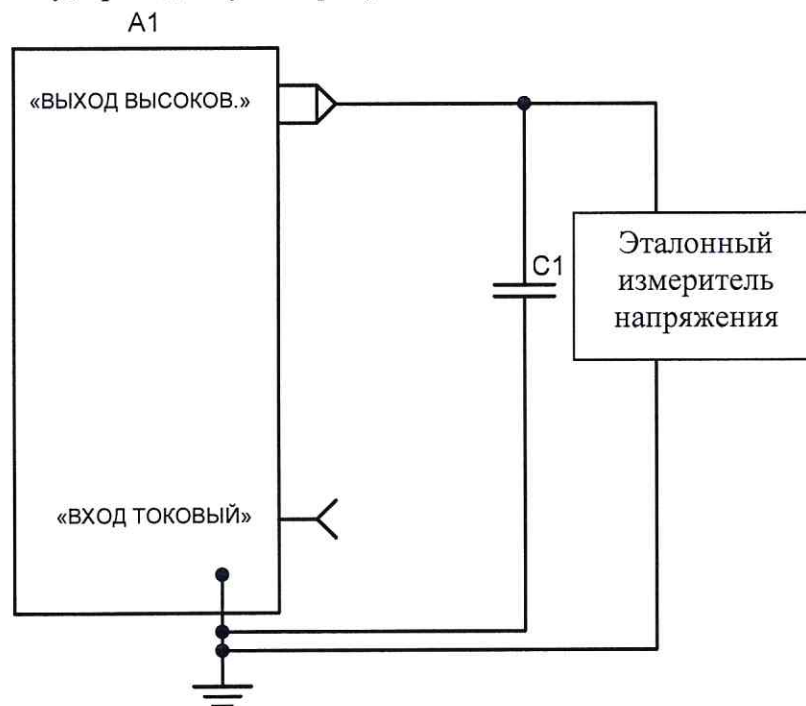 A1
«ВЫХОД ВЫСОКОВ.»
Эталонный
измеритель
напряжения
C1
«ВХОД ТОКОВЫЙ»